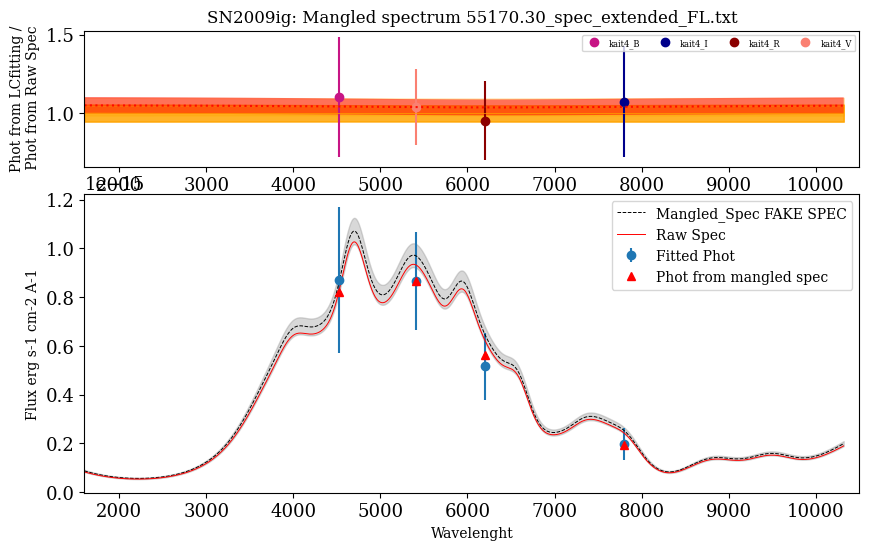 SN2009ig: Mangled spectrum 55170.30_spec_extended_FL.txt
Phot from LCfitting /
Phot from Raw Spec
1.5
1.0
kait4_B kait4_I kait4_R kait4_V
2000 3000 4000 5000 6000 7000 8000 9000 10000
1e−15
Flux erg s-1 cm-2 A-1
1.2
1.0
0.8
0.6
0.4
0.2
0.0
Mangled_Spec FAKE SPEC
Raw Spec
Fitted Phot
Phot from mangled spec
2000 3000 4000 5000 6000 7000 8000 9000 10000
Wavelenght